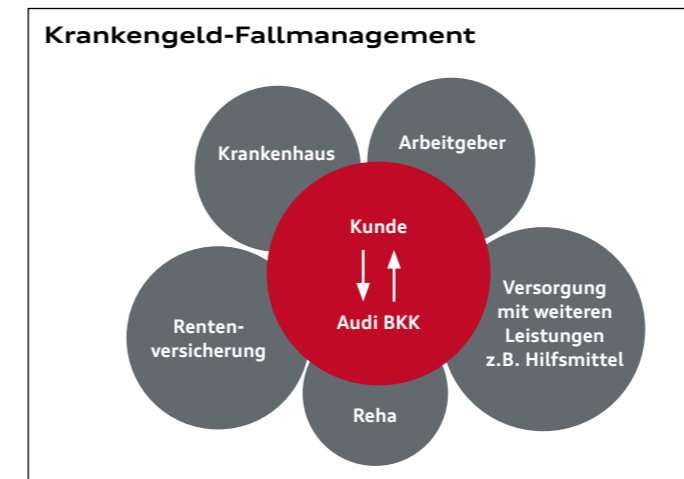 Krankengeld-Fallmanagement
Krankenhaus
Arbeitgeber
Kunde
Audi BKK
Versorgung
mit weiteren
Leistungen
z.B. Hilfsmittel
Renten-
versicherung
Reha